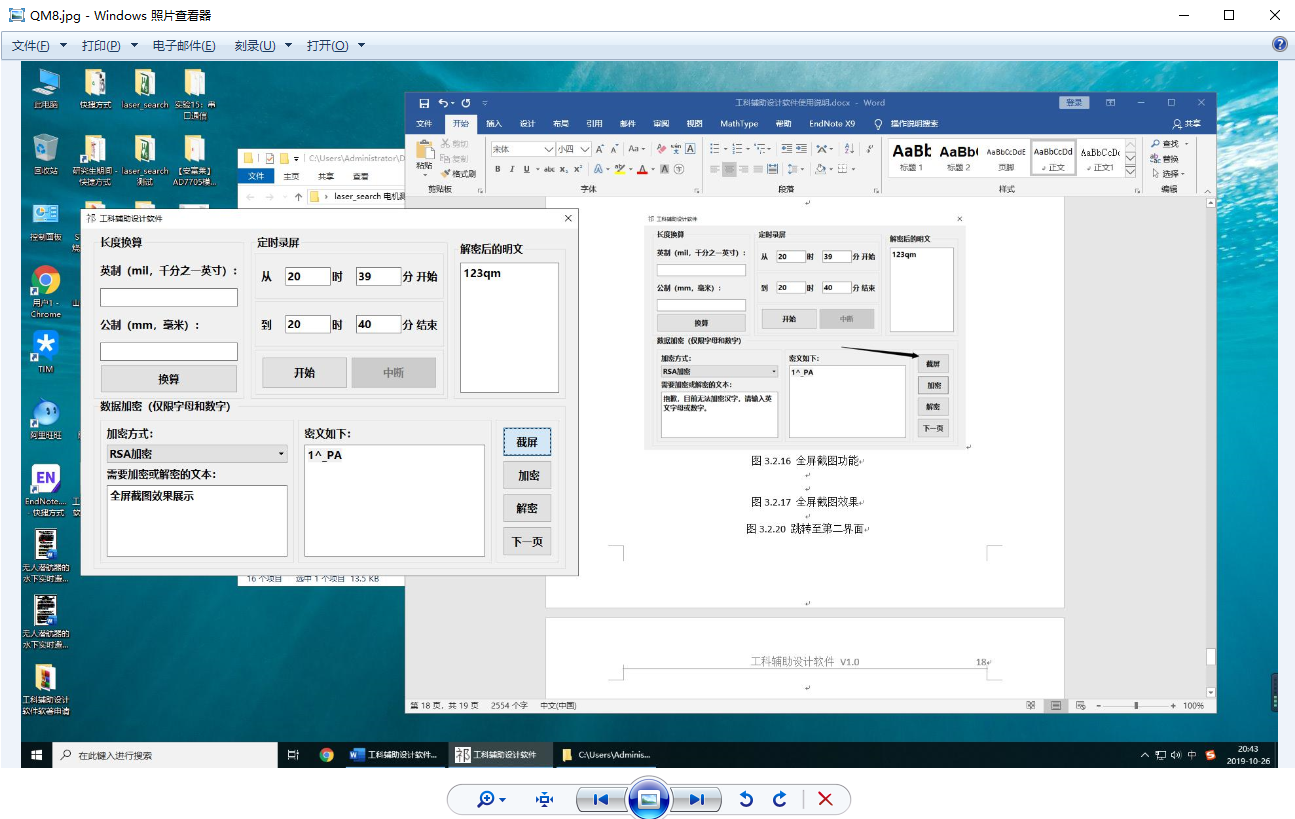 QM8.jpg - Windows 照片查看器
文件(F) 打印(P) 电子邮件(E) 刻录(U) 打开(O)
此电脑 快捷方式 laser_search 实验15：串口通信
回收站 研究生期间 - 快捷方式 laser_search 测试 AD7705模...
控制面板
用户1 - Chrome
TIM
阿里旺旺
EndNote.... - 快捷方式
无人潜航器的水下实时通...
无人潜航器的水下实时通...
工科辅助设计软件软著申请
C:\Users\Administrator\D
文件 主页 共享 查看
laser_search 电机
16 个项目 选中 1 个项目 13.5 KB
工科辅助设计软件
长度换算
英制（mil，千分之一英寸）：
公制（mm，毫米）：
换算
定时录屏
从 20 时 39 分 开始
到 20 时 40 分 结束
开始 中断
解密后的明文
123qm
数据加密（仅限字母和数字）
加密方式：
RSA加密
需要加密或解密的文本：
全屏截图效果展示
密文如下：
1^_PA
截屏
加密
解密
下一页
工科辅助设计软件使用说明.docx - Word
登录
文件 开始 插入 设计 布局 引用 邮件 审阅 视图 MathType 帮助 EndNote X9 操作说明搜索 共享
粘贴 剪切 复制 格式刷
宋体 小四
AaBb AaBb AaBbCcDdE AaBbCcDd AaBbCcDc
标题 1 标题 2 页脚 正文 正文1
查找
替换
选择
剪贴板 字体 段落 样式 编辑
工科辅助设计软件
长度换算
英制（mil，千分之一英寸）：
公制（mm，毫米）：
换算
定时录屏
从 20 时 39 分 开始
到 20 时 40 分 结束
开始 中断
解密后的明文
123qm
数据加密（仅限字母和数字）
加密方式：
RSA加密
需要加密或解密的文本：
抱歉，目前无法加密汉字，请输入英文字母或数字。
密文如下：
1^_PA
截屏
加密
解密
下一页
图 3.2.16 全屏截图功能
图 3.2.17 全屏截图效果
图 3.2.20 跳转至第二界面
工科辅助设计软件 V1.0 18
第 18 页，共 19 页 2554 个字 中文(中国) 100%
在此键入进行搜索
工科辅助设计软件... 工科辅助设计软件 C:\Users\Adminis...
中
20:43
2019-10-26